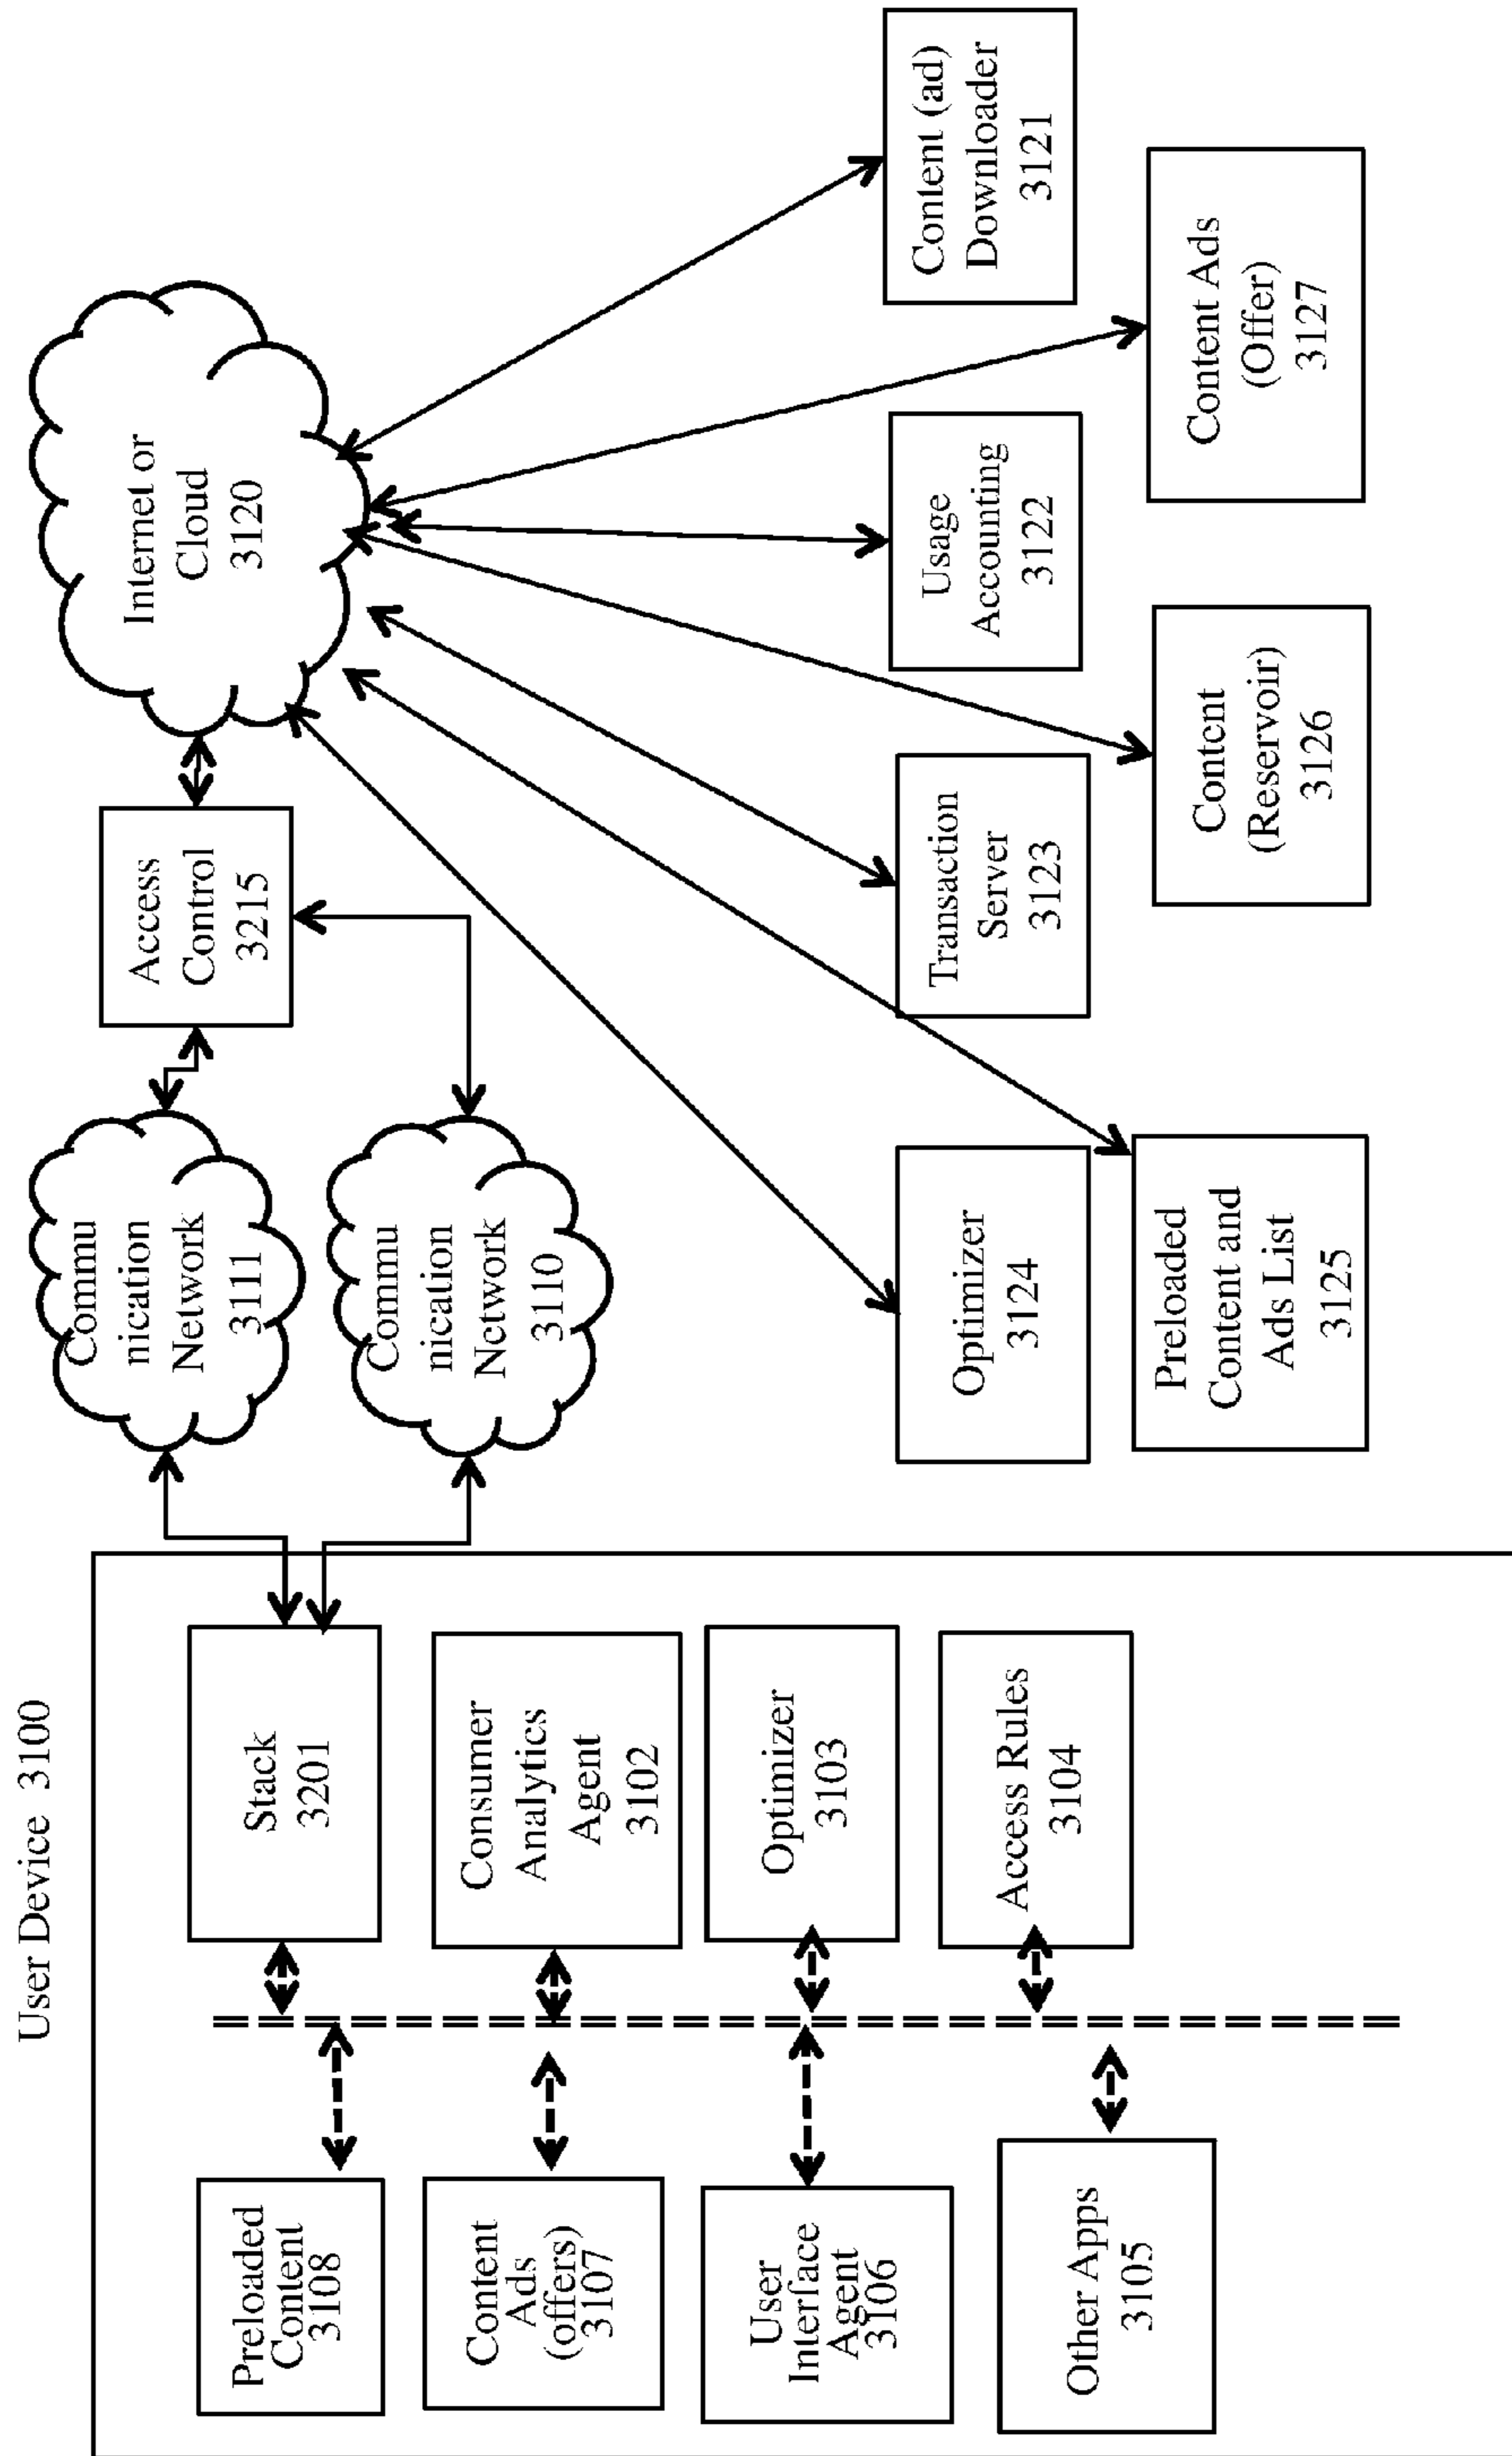 User Device 3100
Preloaded
Content
3108
Content
Ads
(offers)
3107
User
Interface
Agent
3106
Other Apps
3105
Stack
3201
Consumer
Analytics
Agent
3102
Optimizer
3103
Access Rules
3104
Commu
nication
Network
3111
Commu
nication
Network
3110
Access
Control
3215
Internet or
Cloud
3120
Optimizer
3124
Transaction
Server
3123
Usage
Accounting
3122
Content (ad)
Downloader
3121
Preloaded
Content and
Ads List
3125
Content
(Reservoir)
3126
Content Ads
(Offer)
3127